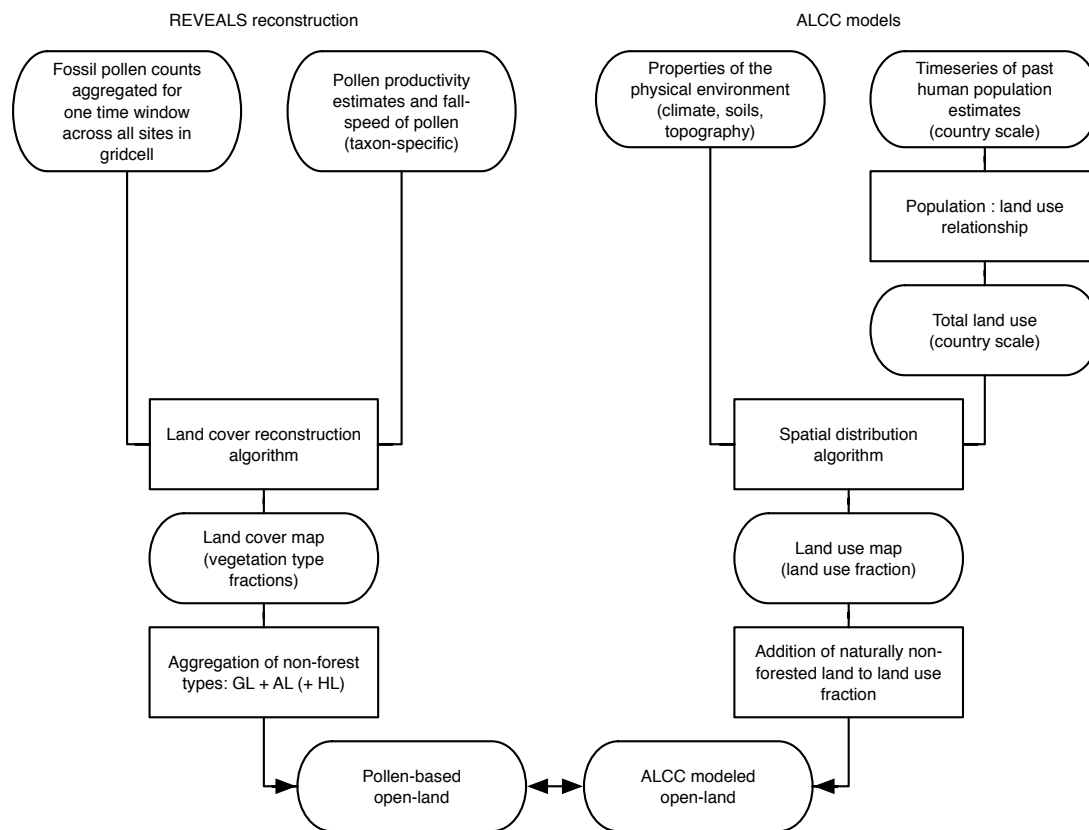 REVEALS reconstruction
Fossil pollen counts
aggregated for
one time window
across all sites in
gridcell
Pollen productivity
estimates and fall-
speed of pollen
(taxon-specific)
Land cover reconstruction
algorithm
Land cover map
(vegetation type
fractions)
Aggregation of non-forest
types: GL + AL (+ HL)
Pollen-based
open-land
ALCC models
Properties of the
physical environment
(climate, soils,
topography)
Timeseries of past
human population
estimates
(country scale)
Population : land use
relationship
Total land use
(country scale)
Spatial distribution
algorithm
Land use map
(land use fraction)
Addition of naturally non-
forested land to land use
fraction
ALCC modeled
open-land